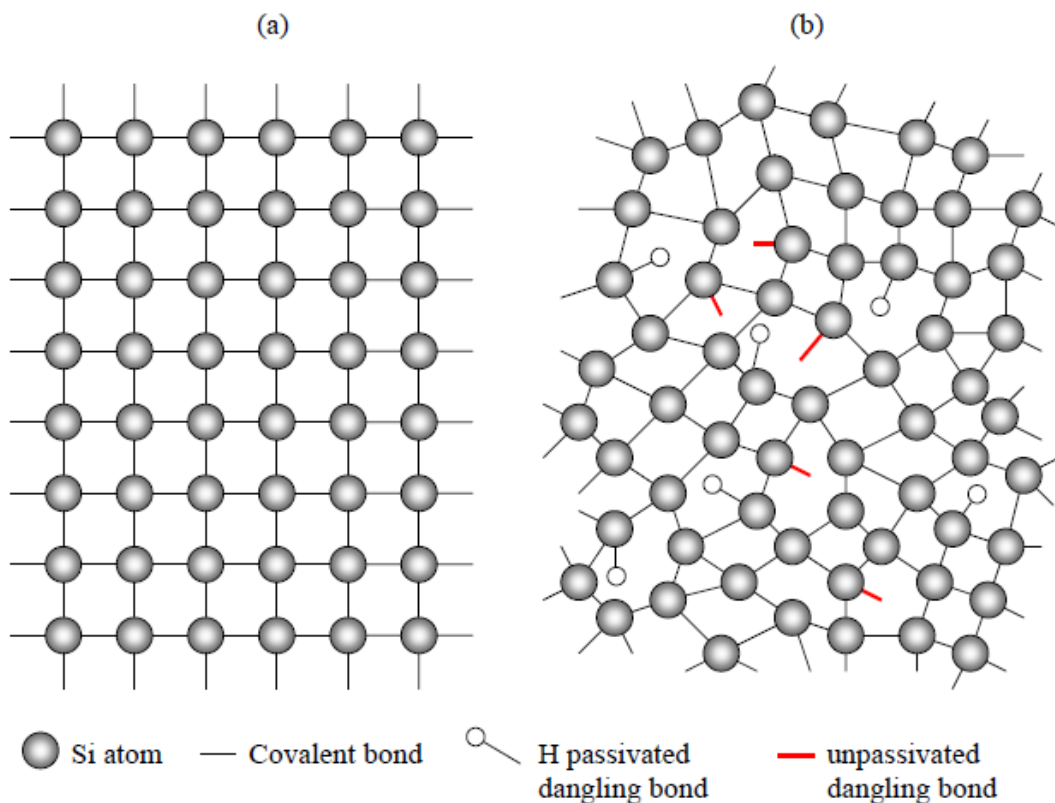 (a)
(b)
Si atom
Covalent bond
H passivated
dangling bond
unpassivated
dangling bond